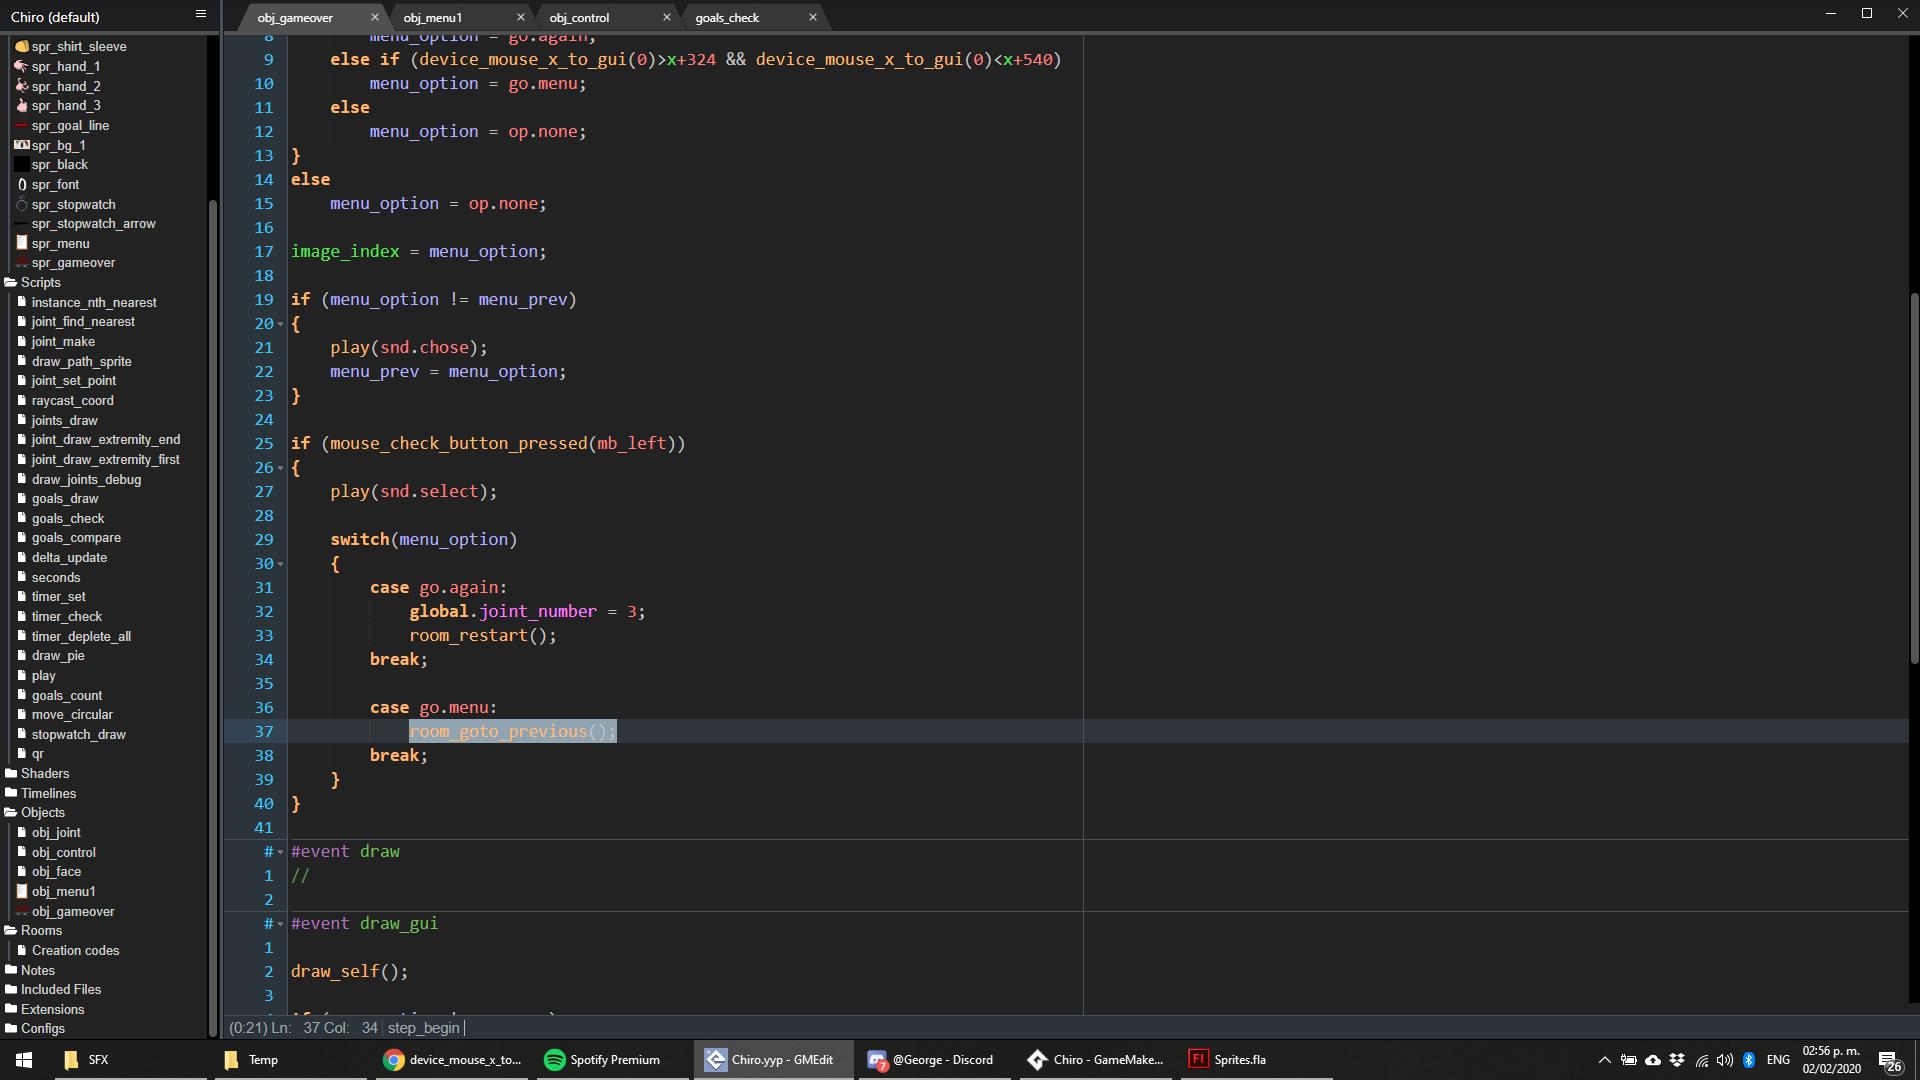 Chiro (default)
obj_gameover
obj_menu1
obj_control
goals_check
spr_shirt_sleeve
spr_hand_1
spr_hand_2
spr_hand_3
spr_goal_line
spr_bg_1
spr_black
spr_font
spr_stopwatch
spr_stopwatch_arrow
spr_menu
spr_gameover
Scripts
instance_nth_nearest
joint_find_nearest
joint_make
draw_path_sprite
joint_set_point
raycast_coord
joints_draw
joint_draw_extremity_end
joint_draw_extremity_first
draw_joints_debug
goals_draw
goals_check
goals_compare
delta_update
seconds
timer_set
timer_check
timer_deplete_all
draw_pie
play
goals_count
move_circular
stopwatch_draw
qr
Shaders
Timelines
Objects
obj_joint
obj_control
obj_face
obj_menu1
obj_gameover
Rooms
Creation codes
Notes
Included Files
Extensions
Configs
8 menu_option = go.again;
9 else if (device_mouse_x_to_gui(0)>x+324 && device_mouse_x_to_gui(0)<x+540)
10 menu_option = go.menu;
11 else
12 menu_option = op.none;
13 }
14 else
15 menu_option = op.none;
16
17 image_index = menu_option;
18
19 if (menu_option != menu_prev)
20 {
21 play(snd.chose);
22 menu_prev = menu_option;
23 }
24
25 if (mouse_check_button_pressed(mb_left))
26 {
27 play(snd.select);
28
29 switch(menu_option)
30 {
31 case go.again:
32 global.joint_number = 3;
33 room_restart();
34 break;
35
36 case go.menu:
37 room_goto_previous();
38 break;
39 }
40 }
41
# #event draw
1 //
2
# #event draw_gui
1
2 draw_self();
3
(0:21) Ln: 37 Col: 34 step_begin
SFX
Temp
device_mouse_x_to...
Spotify Premium
Chiro.yyp - GMEdit
7
@George - Discord
Chiro - GameMake...
Fl
Sprites.fla
ENG
02:56 p. m.
02/02/2020
26